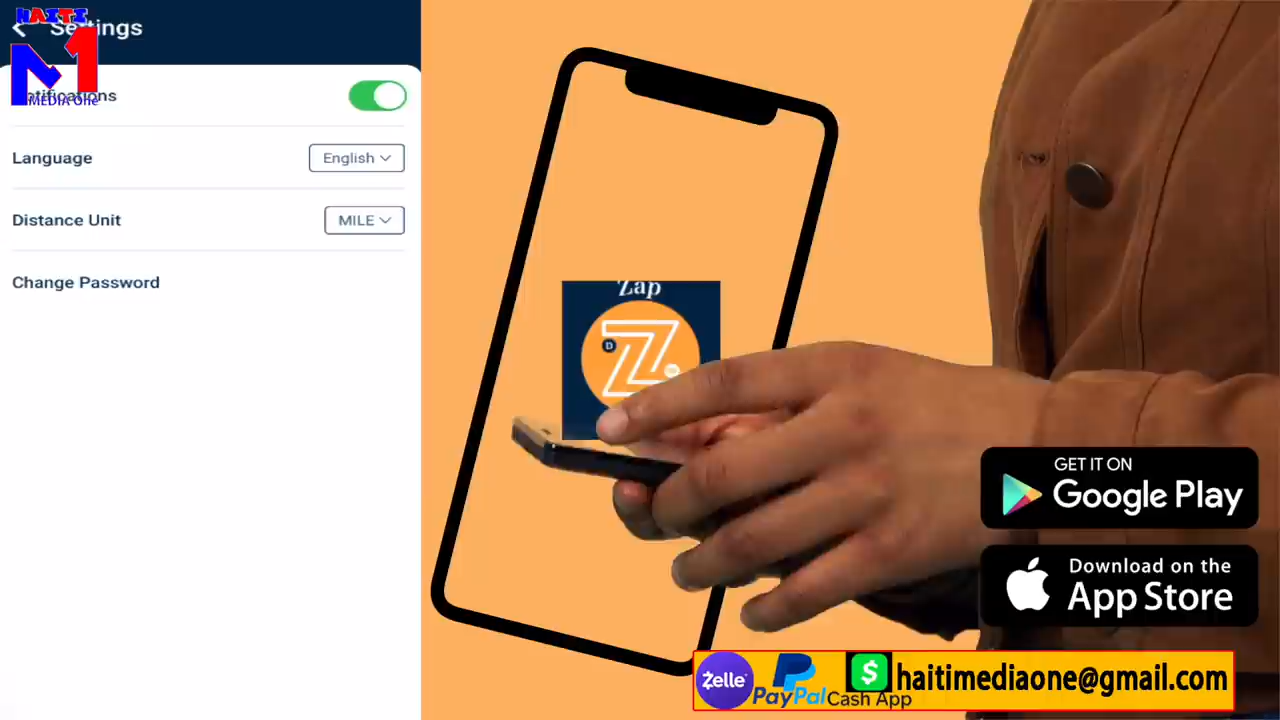 HAITI
Settings
MEDIA One
Notifications
Language
English
Distance Unit
MILE
Change Password
Zap
D
GET IT ON
Google Play
Download on the
App Store
Zelle
PayPal
Cash App
haitimediaone@gmail.com